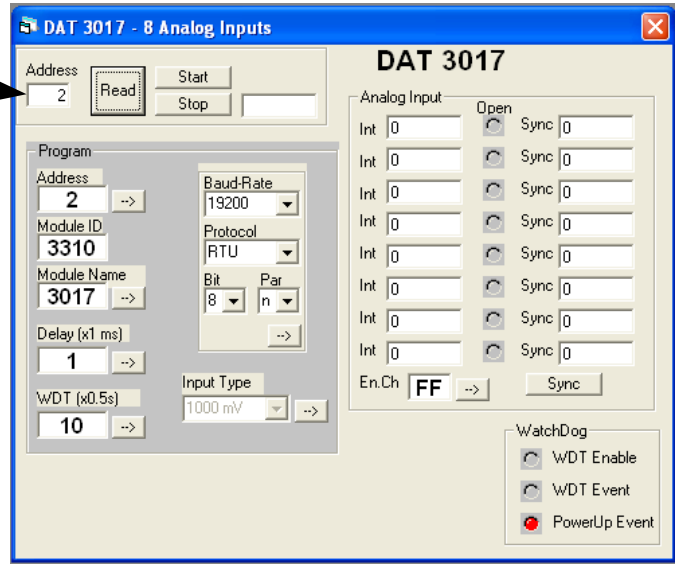 DAT 3017 - 8 Analog Inputs
DAT 3017
Address
2
Read
Start
Stop
Program
Address
2
-->
Module ID
3310
Module Name
3017
-->
Delay (x1 ms)
1
-->
WDT (x0.5s)
10
-->
Baud-Rate
19200
Protocol
RTU
Bit
Par
8
n
-->
Input Type
1000 mV
-->
Analog Input
Open
Int 0 Sync 0
Int 0 Sync 0
Int 0 Sync 0
Int 0 Sync 0
Int 0 Sync 0
Int 0 Sync 0
Int 0 Sync 0
Int 0 Sync 0
En.Ch FF --> Sync
WatchDog
WDT Enable
WDT Event
PowerUp Event